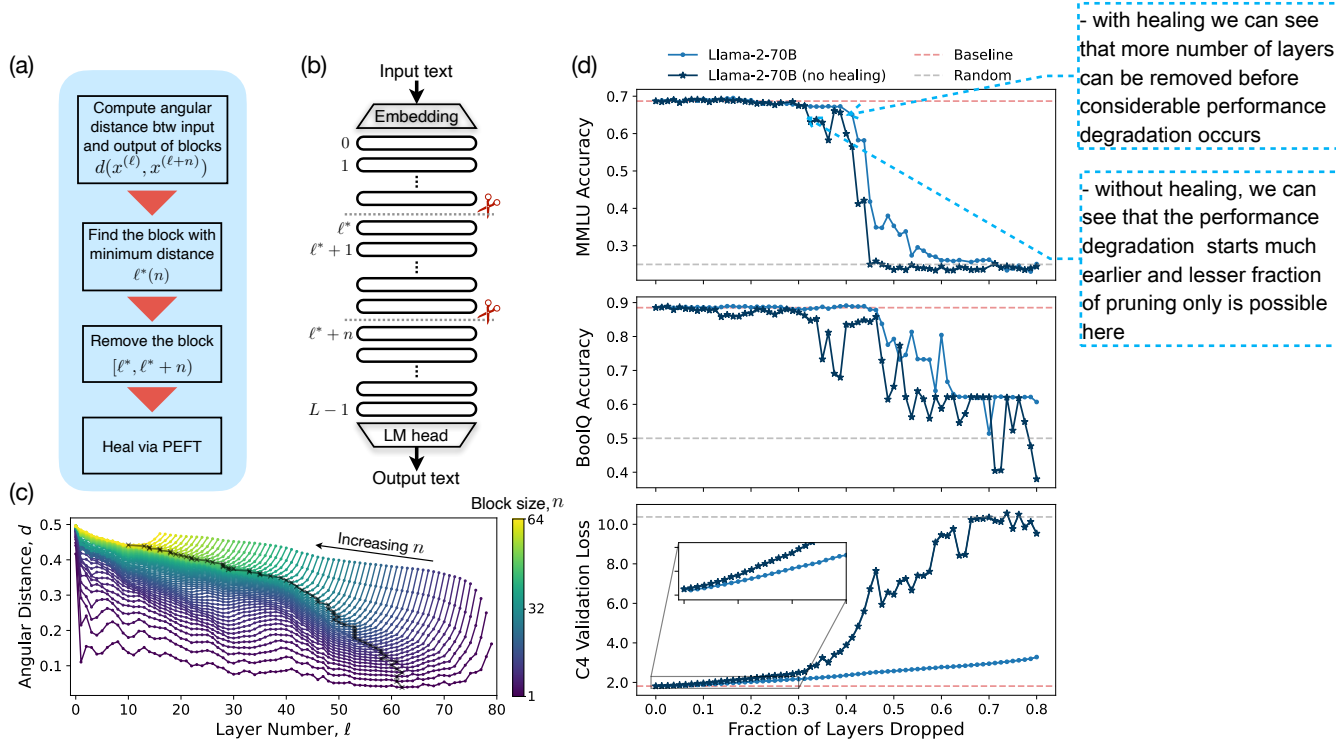 (a)
Compute angular
distance btw input
and output of blocks
d(x^(ℓ), x^(ℓ+n))
Find the block with
minimum distance
ℓ*(n)
Remove the block
[ℓ*, ℓ* + n)
Heal via PEFT
(b)
Input text
Embedding
0
1
ℓ*
ℓ* + 1
ℓ* + n
L − 1
LM head
Output text
(c)
Block size, n
64
32
1
Increasing n
Angular Distance, d
0.5
0.4
0.3
0.2
0.1
0 10 20 30 40 50 60 70 80
Layer Number, ℓ
(d)
Llama-2-70B
Llama-2-70B (no healing)
Baseline
Random
MMLU Accuracy
0.7
0.6
0.5
0.4
0.3
BoolQ Accuracy
0.9
0.8
0.7
0.6
0.5
0.4
C4 Validation Loss
10.0
8.0
6.0
4.0
2.0
0.0 0.1 0.2 0.3 0.4 0.5 0.6 0.7 0.8
Fraction of Layers Dropped
- with healing we can see
that more number of layers
can be removed before
considerable performance
degradation occurs
- without healing, we can
see that the performance
degradation starts much
earlier and lesser fraction
of pruning only is possible
here